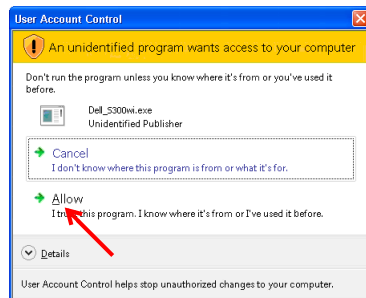 User Account Control
An unidentified program wants access to your computer
Don't run the program unless you know where it's from or you've used it
before.
Dell_S300wi.exe
Unidentified Publisher
Cancel
I don't know where this program is from or what it's for.
Allow
I trust this program. I know where it's from or I've used it before.
Details
User Account Control helps stop unauthorized changes to your computer.